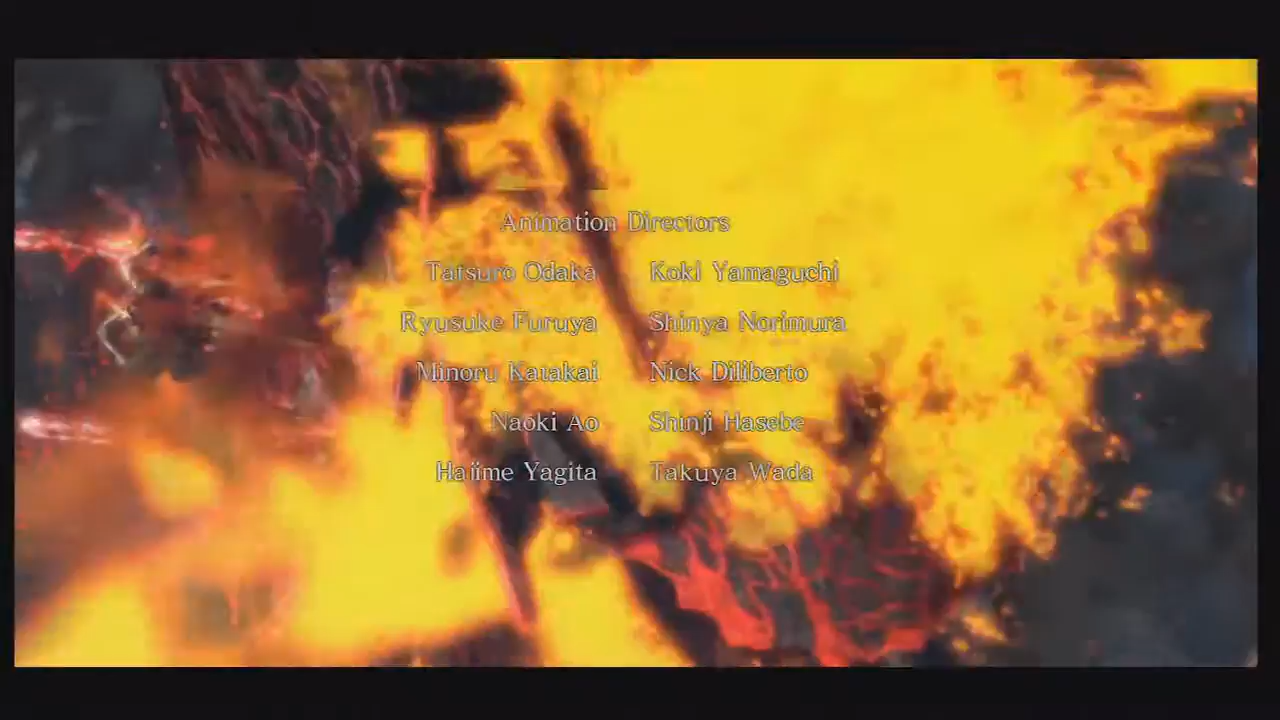 Animation Directors
Tatsuro Odaka Koki Yamaguchi
Ryusuke Furuya Shinya Norimura
Minoru Kauakai Nick Diliberto
Naoki Ao Shinji Hasebe
Hajime Yagita Takuya Wada